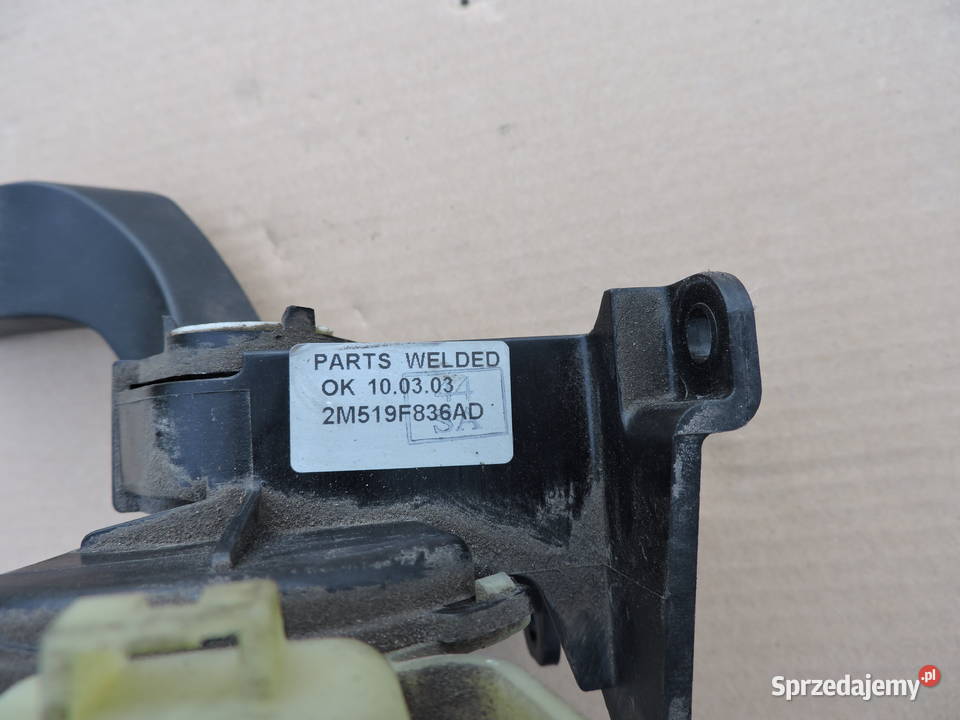 PARTS WELDED
OK 10.03.03
44
2M519F836AD
SA
Sprzedajemy.pl